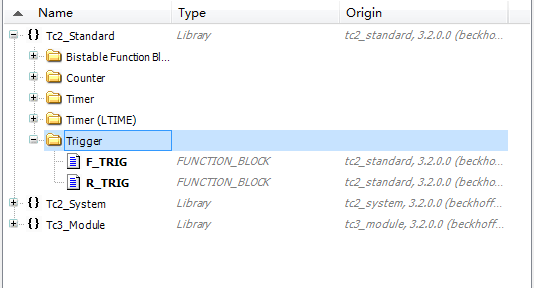 Name Type Origin
Tc2_Standard Library tc2_standard, 3.2.0.0 (beckho...
Bistable Function Bl...
Counter
Timer
Timer (LTIME)
Trigger
F_TRIG FUNCTION_BLOCK tc2_standard, 3.2.0.0 (beckho...
R_TRIG FUNCTION_BLOCK tc2_standard, 3.2.0.0 (beckho...
Tc2_System Library tc2_system, 3.2.0.0 (beckhoff...
Tc3_Module Library tc3_module, 3.2.0.0 (beckhoff...